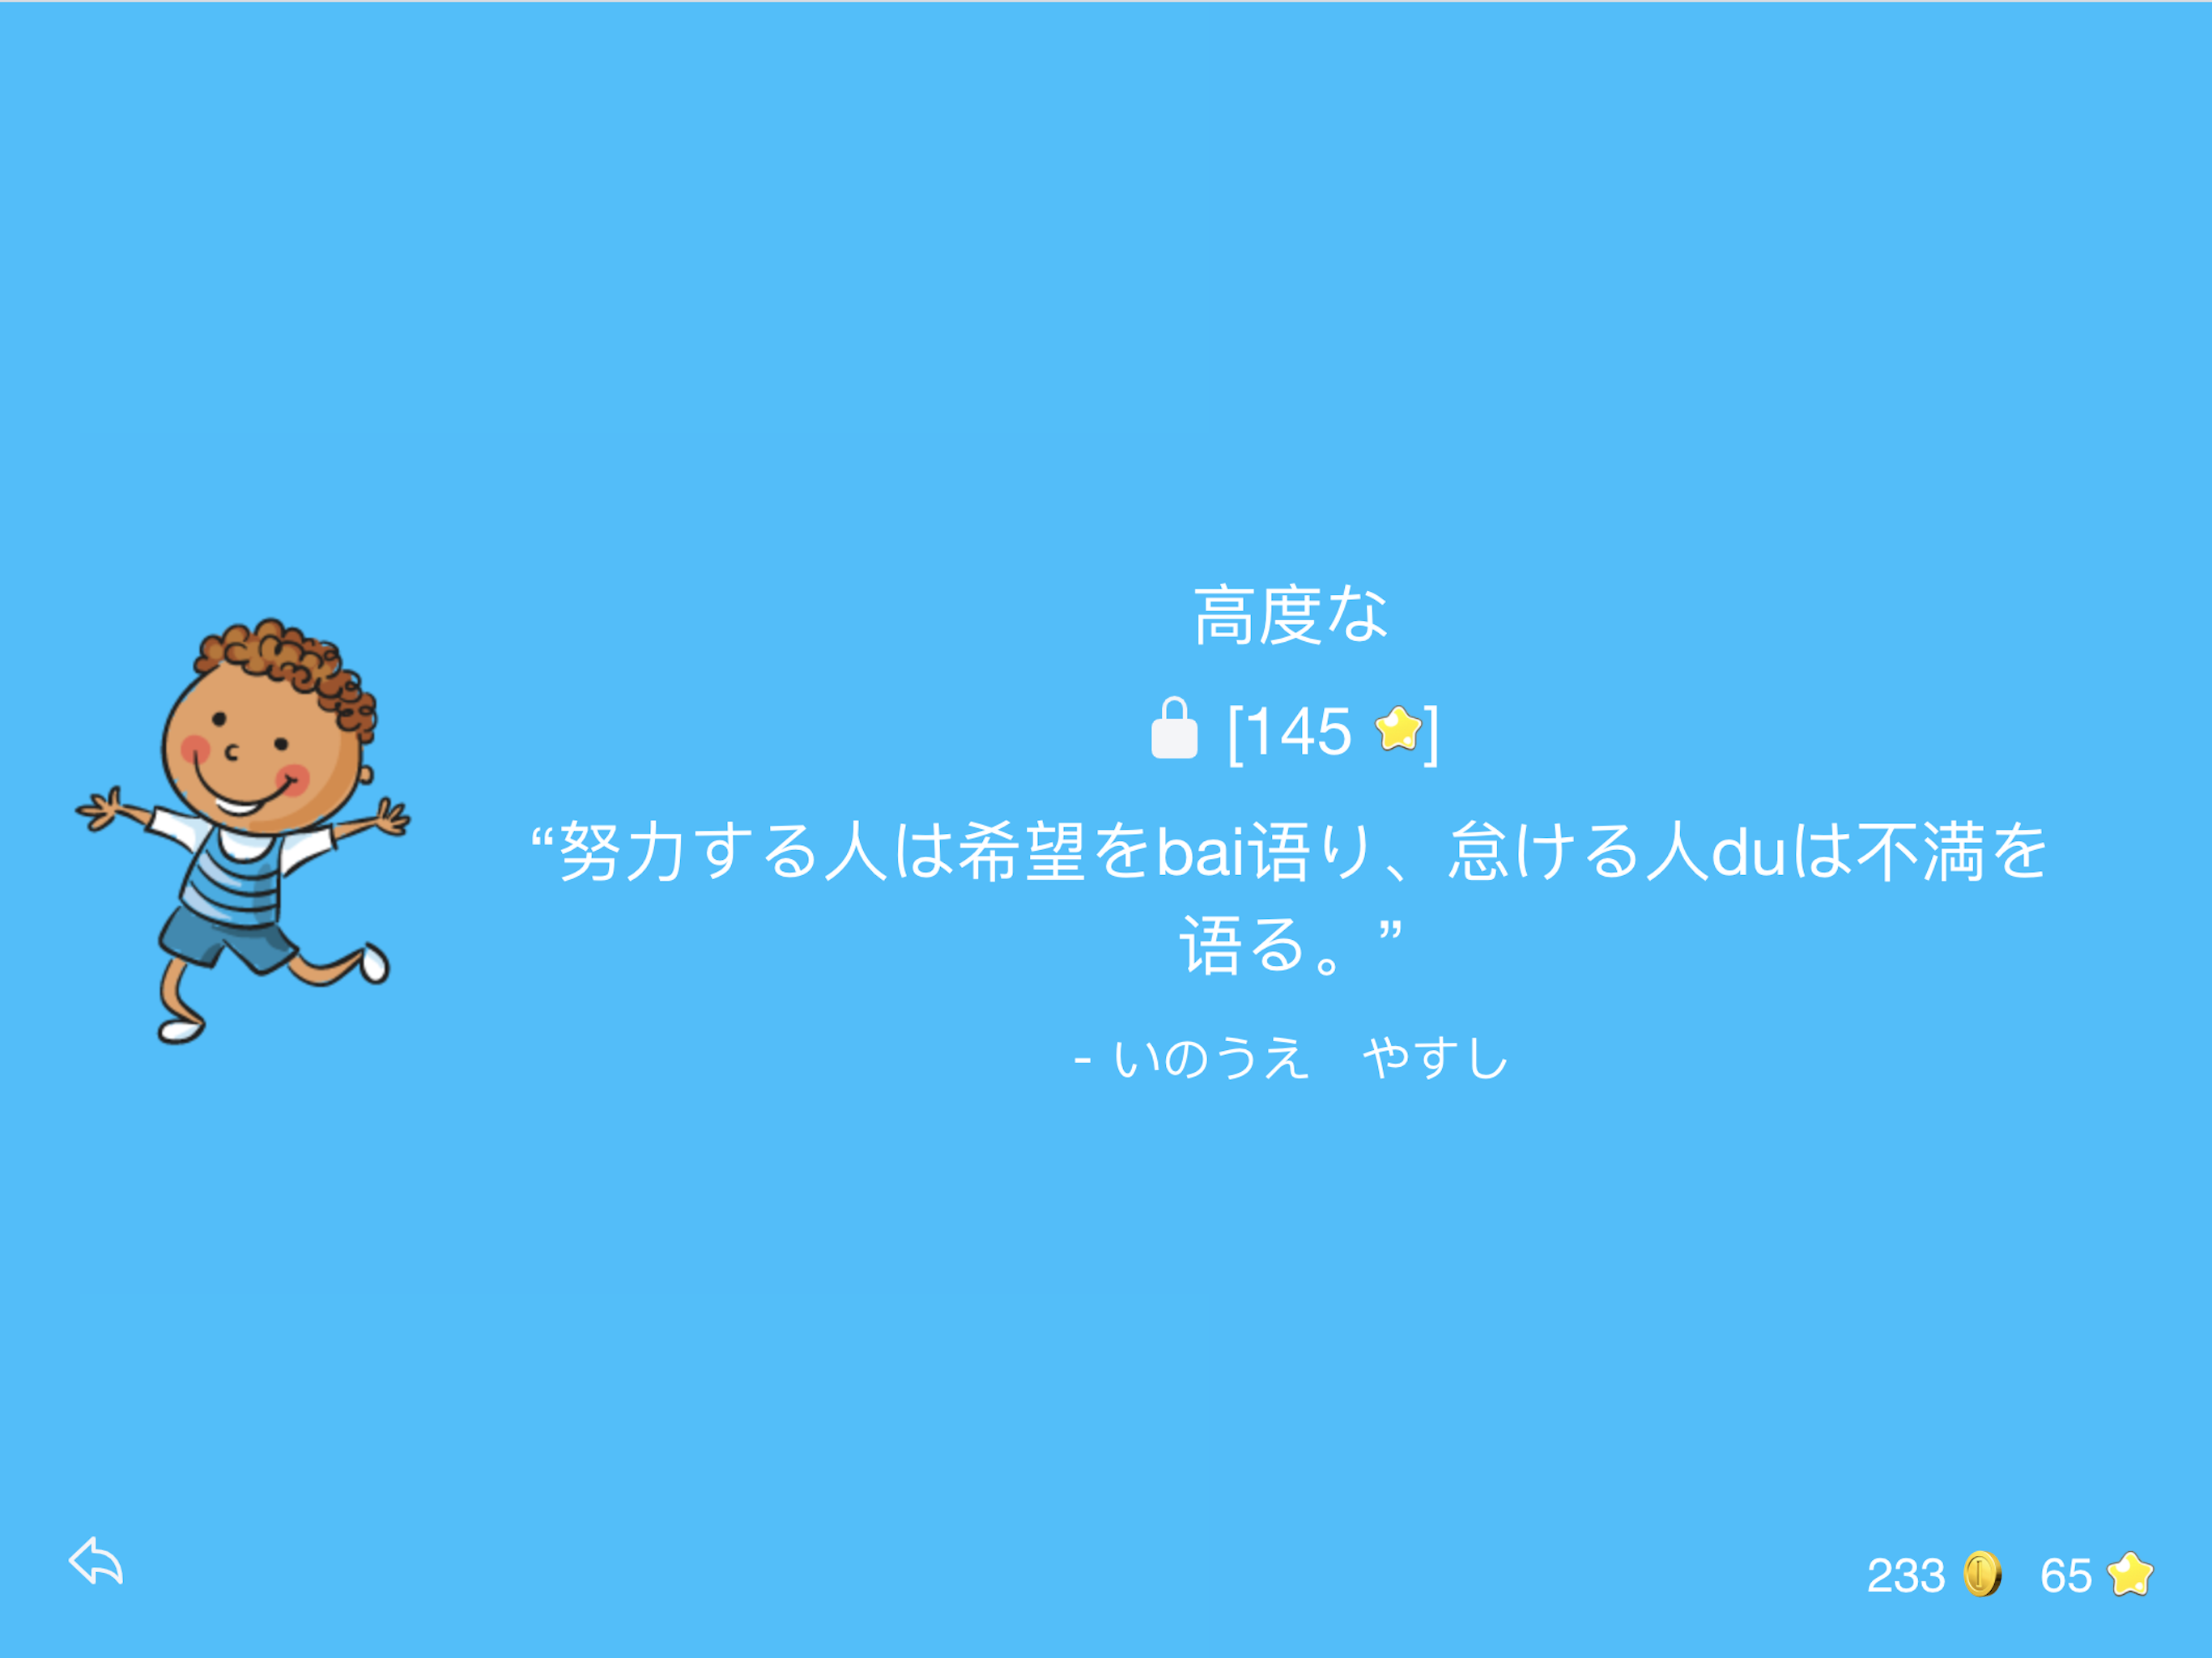 高度な
[145 ]
“努力する人は希望をbai语り、怠ける人duは不满を
语る。”
- いのうえ　やすし
233 65